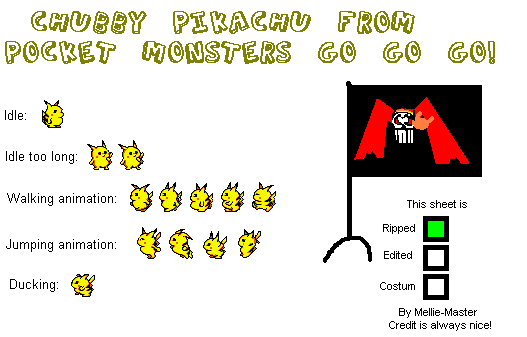 CHUBBY PIKACHU FROM
POCKET MONSTERS GO GO GO!
Idle:
Idle too long:
Walking animation:
Jumping animation:
Ducking:
This sheet is
Ripped
Edited
Costum
By Mellie-Master
Credit is always nice!